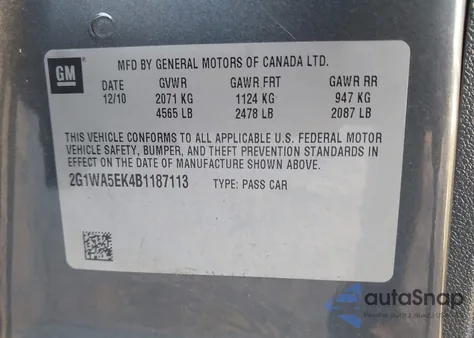 GM
MFD BY GENERAL MOTORS OF CANADA LTD.
DATE GVWR GAWR FRT GAWR RR
12/10 2071 KG 1124 KG 947 KG
4565 LB 2478 LB 2087 LB
THIS VEHICLE CONFORMS TO ALL APPLICABLE U.S. FEDERAL MOTOR
VEHICLE SAFETY, BUMPER, AND THEFT PREVENTION STANDARDS IN
EFFECT ON THE DATE OF MANUFACTURE SHOWN ABOVE.
2G1WA5EK4B1187113 TYPE: PASS CAR
autoSnap